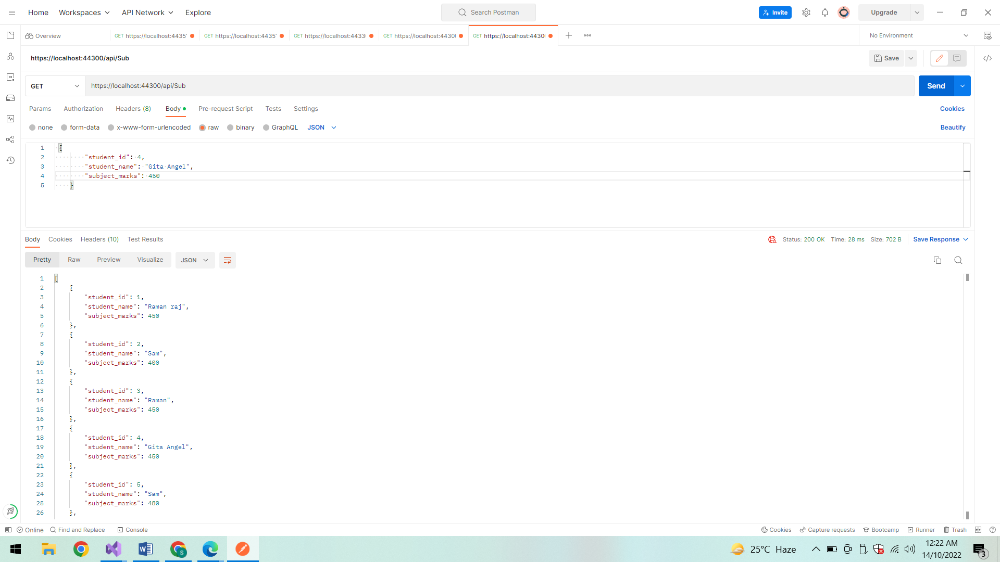 Home Workspaces API Network Explore Search Postman Invite Upgrade
Overview GET https://localhost:4435 GET https://localhost:4435 GET https://localhost:4433 GET https://localhost:4430 GET https://localhost:4430 No Environment
https://localhost:44300/api/Sub Save
GET https://localhost:44300/api/Sub Send
Params Authorization Headers (8) Body Pre-request Script Tests Settings Cookies
none form-data x-www-form-urlencoded raw binary GraphQL JSON Beautify
1 {
2 "student_id": 4,
3 "student_name": "Gita Angel",
4 "subject_marks": 450
5 }
Body Cookies Headers (10) Test Results Status: 200 OK Time: 28 ms Size: 702 B Save Response
Pretty Raw Preview Visualize JSON
1 [
2 {
3 "student_id": 1,
4 "student_name": "Raman raj",
5 "subject_marks": 450
6 },
7 {
8 "student_id": 2,
9 "student_name": "Sam",
10 "subject_marks": 400
11 },
12 {
13 "student_id": 3,
14 "student_name": "Raman",
15 "subject_marks": 450
16 },
17 {
18 "student_id": 4,
19 "student_name": "Gita Angel",
20 "subject_marks": 450
21 },
22 {
23 "student_id": 5,
24 "student_name": "Sam",
25 "subject_marks": 480
26 },
Online Find and Replace Console Cookies Capture requests Bootcamp Runner Trash
25°C Haze 12:22 AM
14/10/2022 3